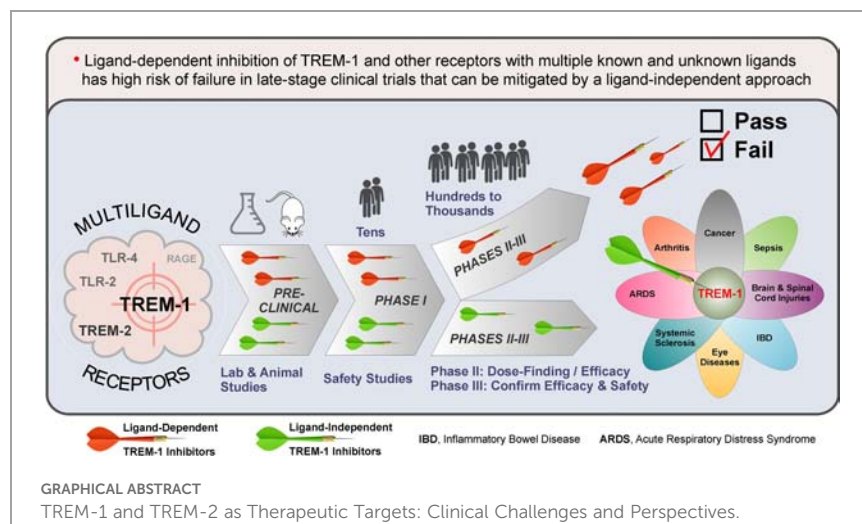 • Ligand-dependent inhibition of TREM-1 and other receptors with multiple known and unknown ligands
has high risk of failure in late-stage clinical trials that can be mitigated by a ligand-independent approach
Pass
Fail
MULTILIGAND
TLR-4
RAGE
TLR-2
TREM-1
TREM-2
RECEPTORS
PRE-
CLINICAL
Lab & Animal
Studies
Tens
PHASE I
Safety Studies
Hundreds to
Thousands
PHASES II-III
PHASES II-III
Phase II: Dose-Finding / Efficacy
Phase III: Confirm Efficacy & Safety
Cancer
Arthritis
Sepsis
ARDS
TREM-1
Brain & Spinal
Cord Injuries
Systemic
Sclerosis
IBD
Eye
Diseases
Ligand-Dependent
TREM-1 Inhibitors
Ligand-Independent
TREM-1 Inhibitors
IBD, Inflammatory Bowel Disease
ARDS, Acute Respiratory Distress Syndrome
GRAPHICAL ABSTRACT
TREM-1 and TREM-2 as Therapeutic Targets: Clinical Challenges and Perspectives.